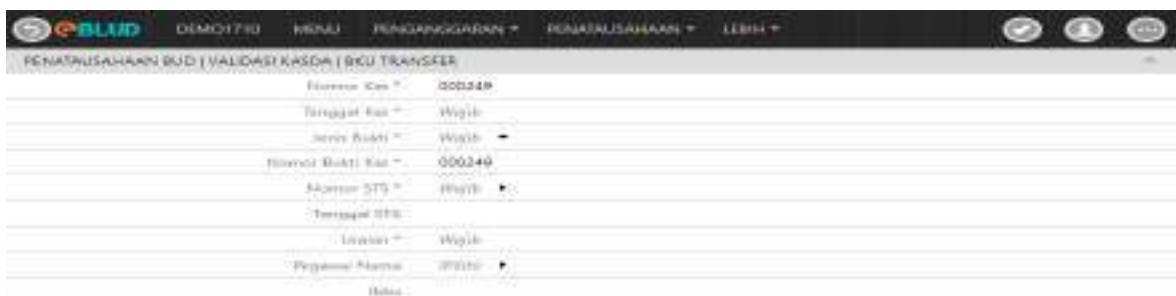 eBLUD DEMO1710 MENU PENGANGGARAN PENATAUSAHAAN LEBIH
PENATAUSAHAAN BUD | VALIDASI KASDA | BKU TRANSFER
Nomor Kas * 000249
Tanggal Kas * Wajib
Jenis Bukti * Wajib
Nomor Bukti Kas * 000249
Nomor STS * Wajib
Tanggal STS
Uraian * Wajib
Pegawai Nama